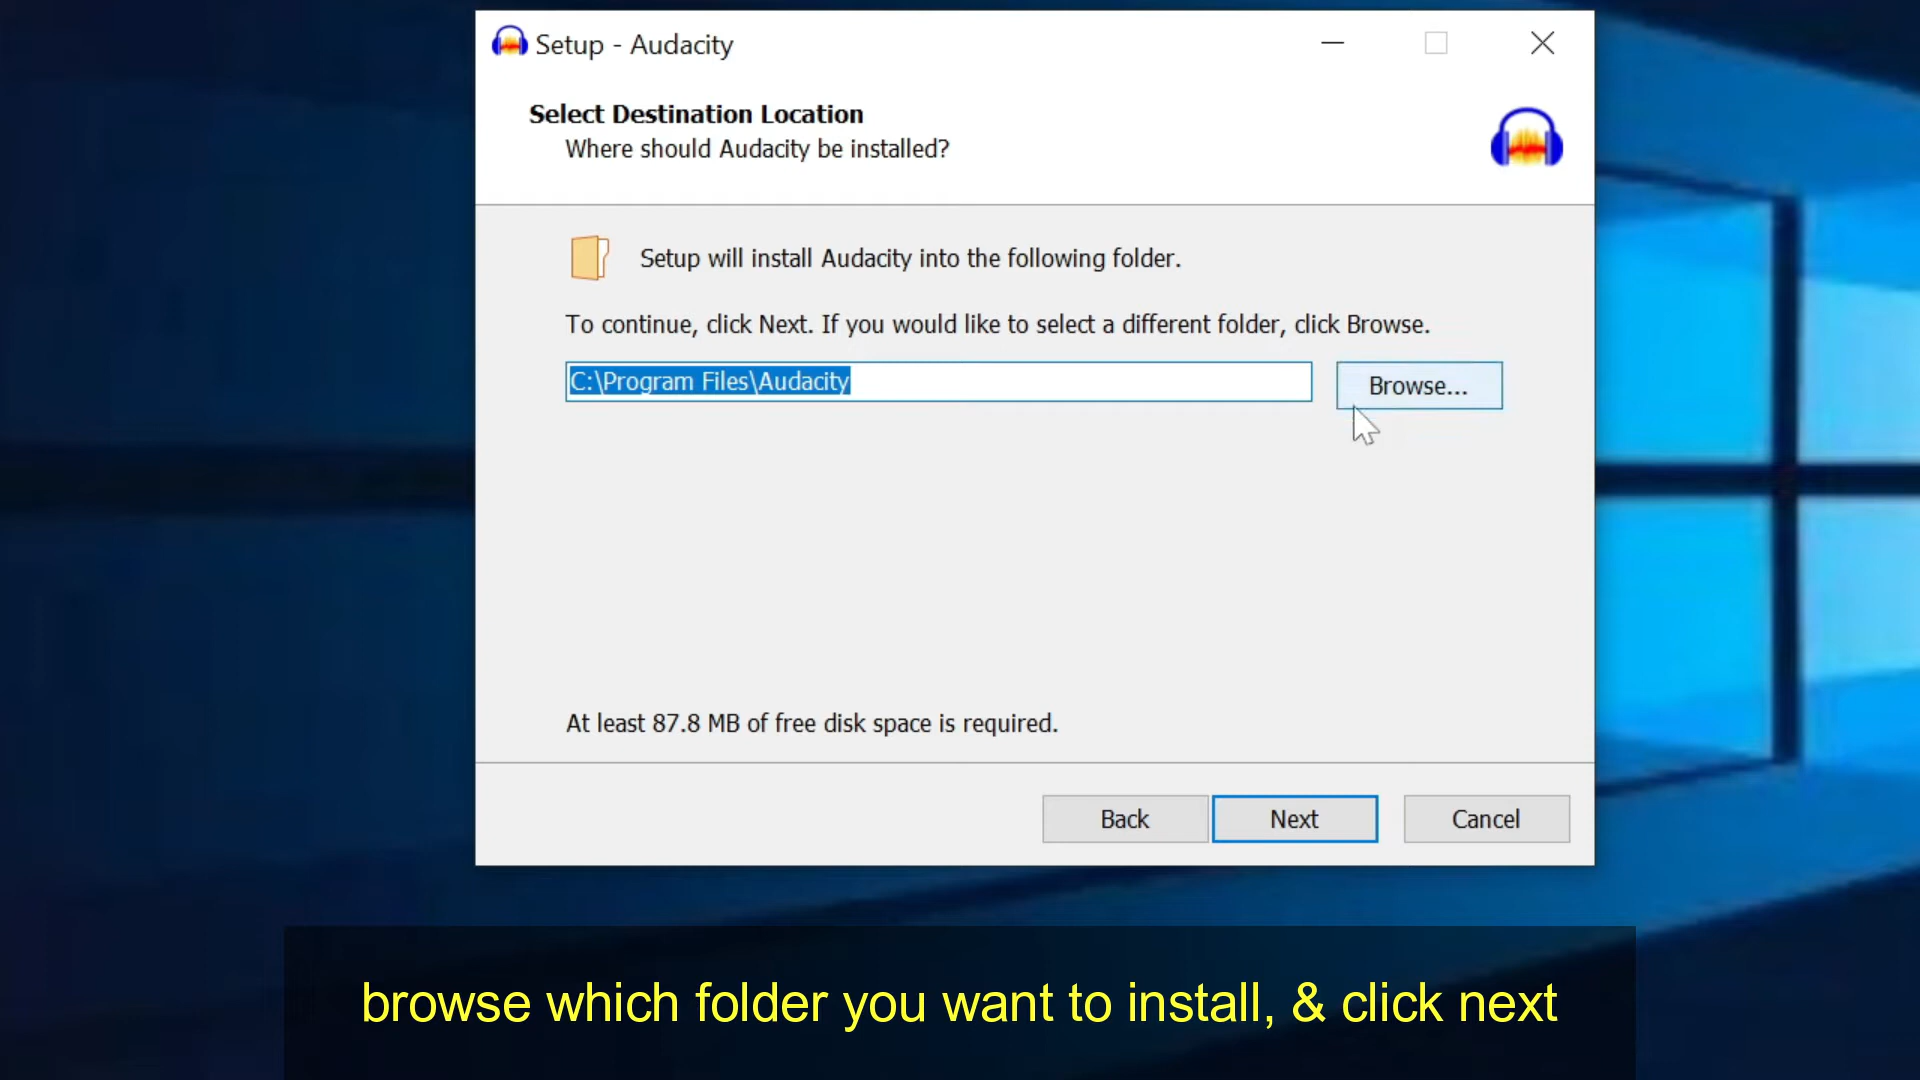 Setup - Audacity
Select Destination Location
Where should Audacity be installed?
Setup will install Audacity into the following folder.
To continue, click Next. If you would like to select a different folder, click Browse.
C:\Program Files\Audacity
Browse...
At least 87.8 MB of free disk space is required.
Back
Next
Cancel
browse which folder you want to install, & click next